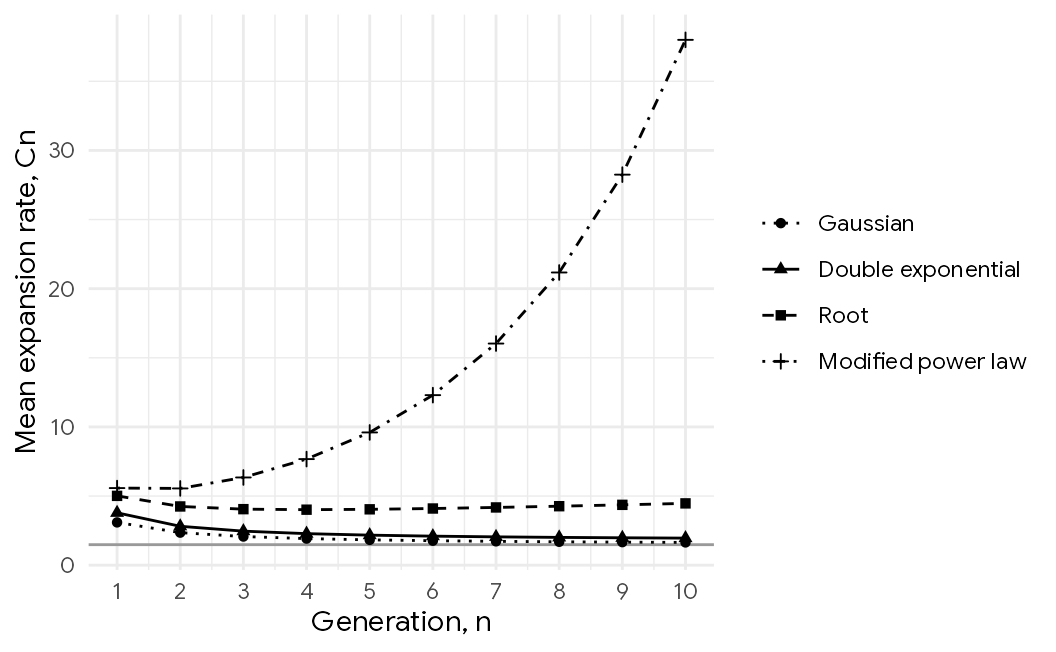 Mean expansion rate, Cn
30
20
10
0
1 2 3 4 5 6 7 8 9 10
Generation, n
Gaussian
Double exponential
Root
Modified power law